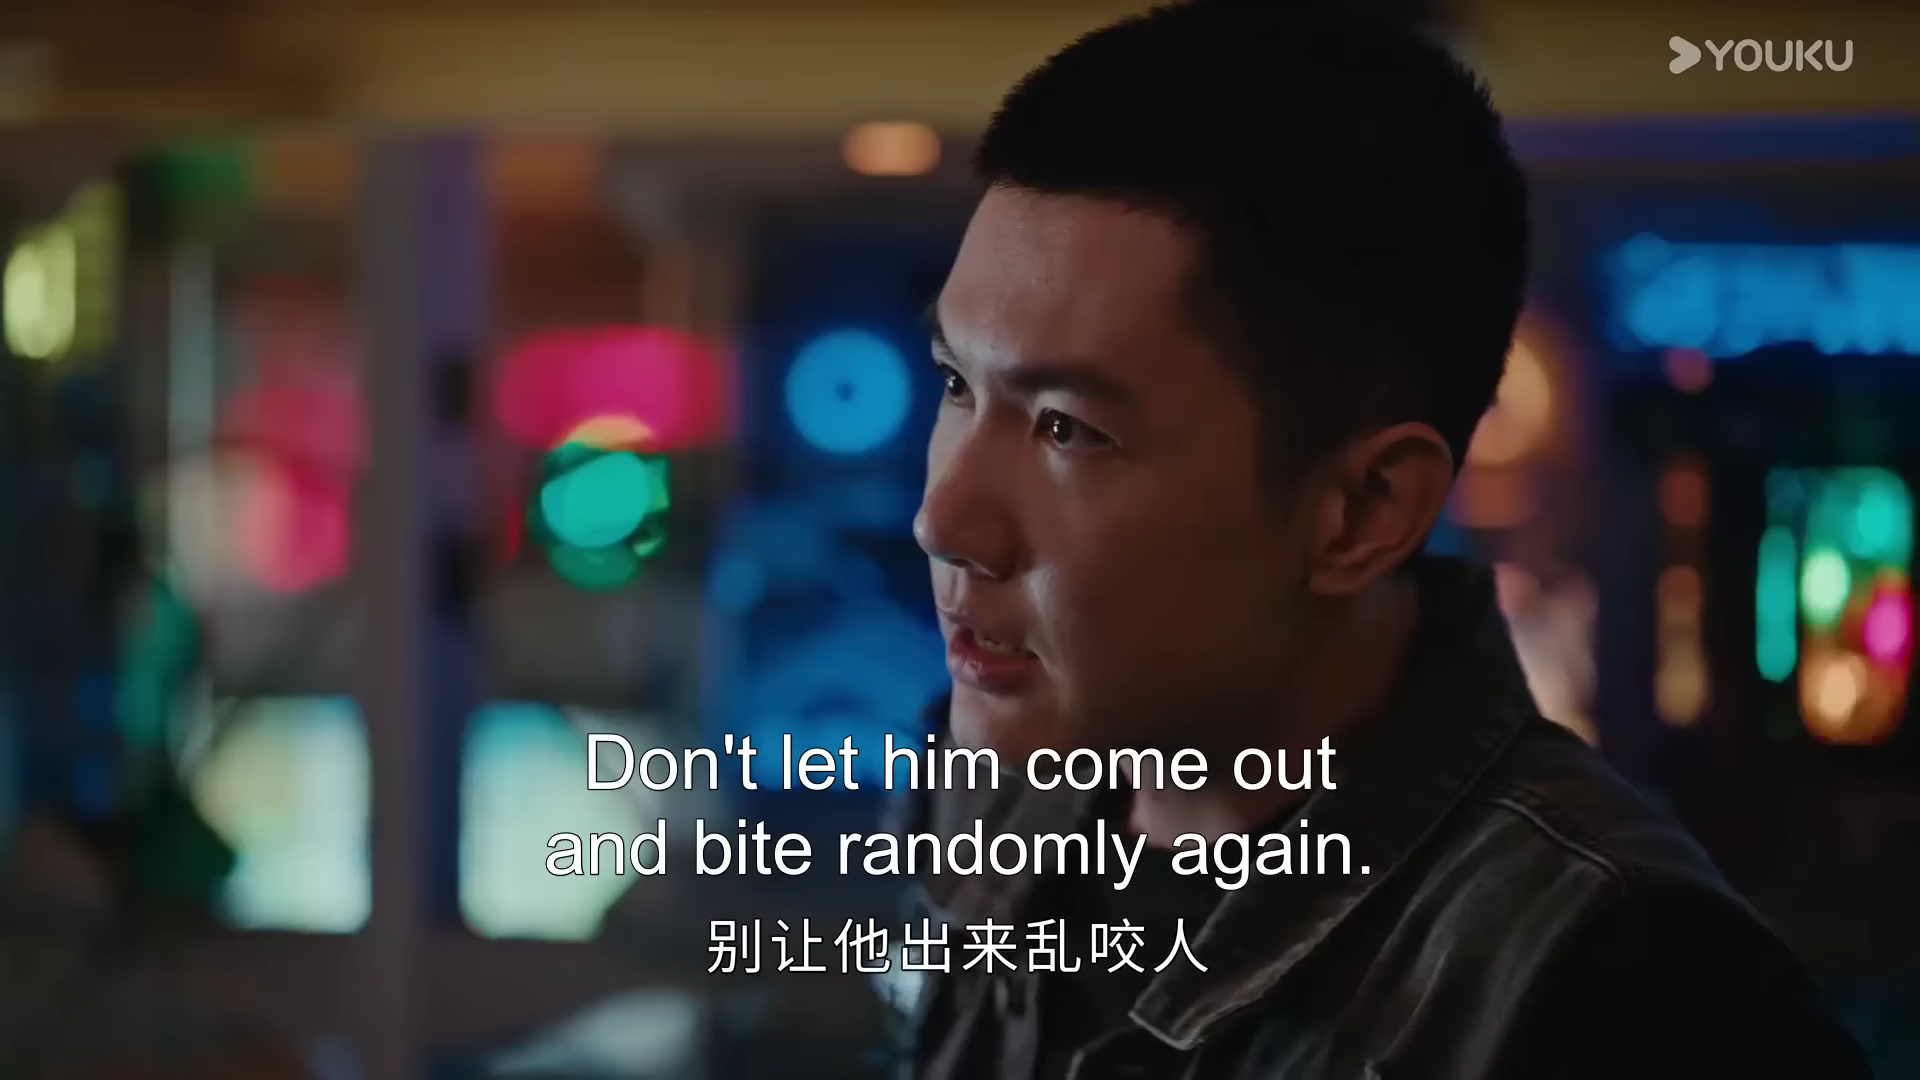 YOUKU
Don't let him come out
and bite randomly again.
别让他出来乱咬人